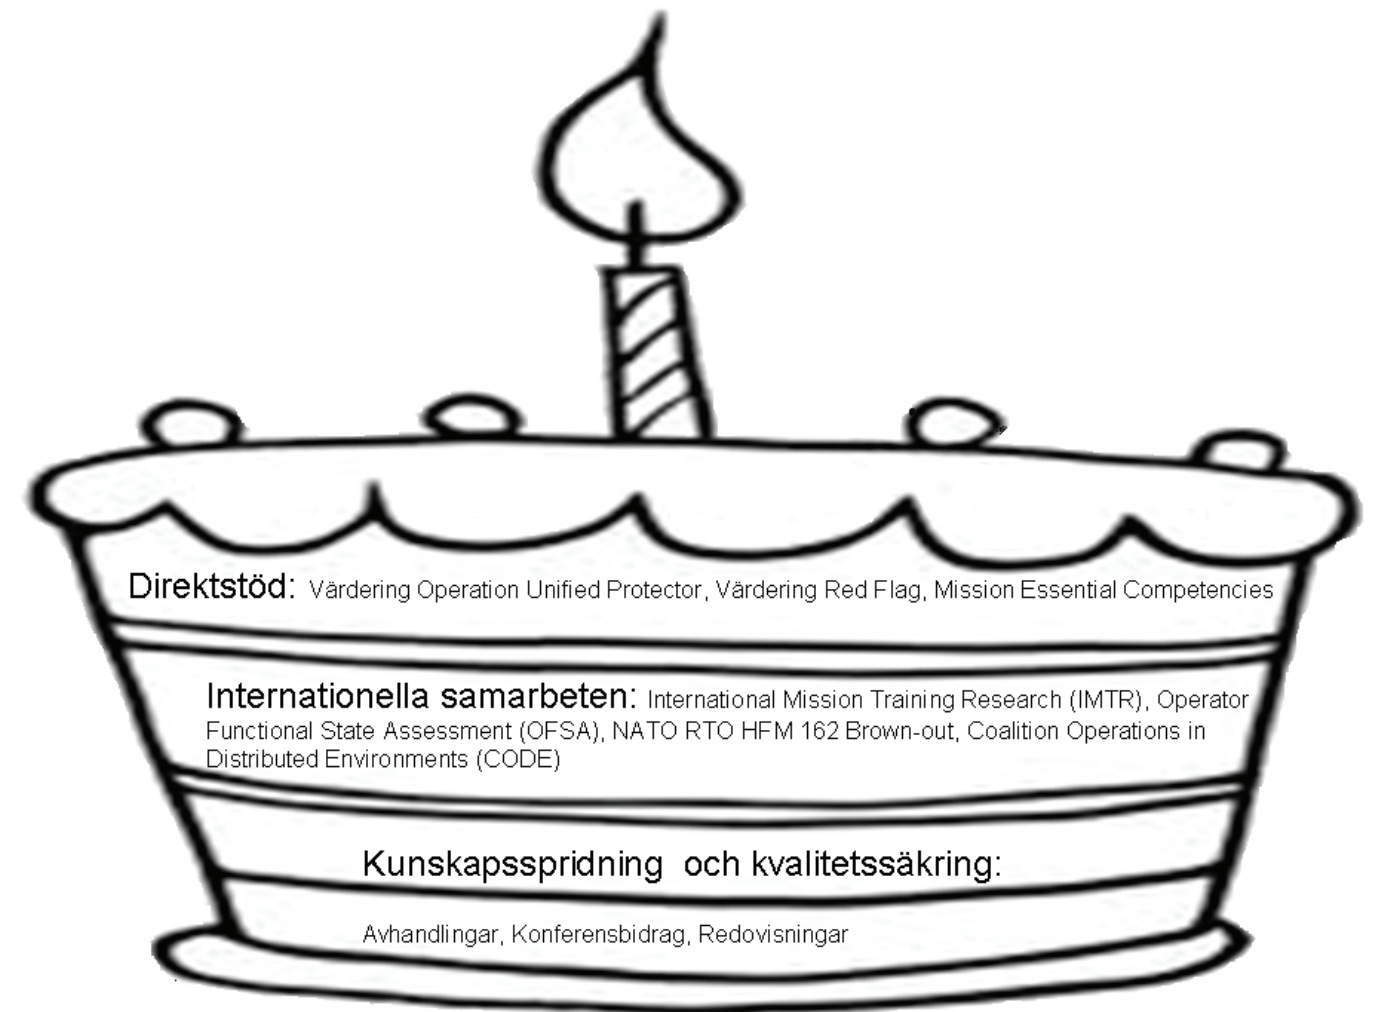 Direktstöd: Värdering Operation Unified Protector, Värdering Red Flag, Mission Essential Competencies
Internationella samarbeten: International Mission Training Research (IMTR), Operator
Functional State Assessment (OFSA), NATO RTO HFM 162 Brown-out, Coalition Operations in
Distributed Environments (CODE)
Kunskapsspridning och kvalitetssäkring:
Avhandlingar, Konferensbidrag, Redovisningar